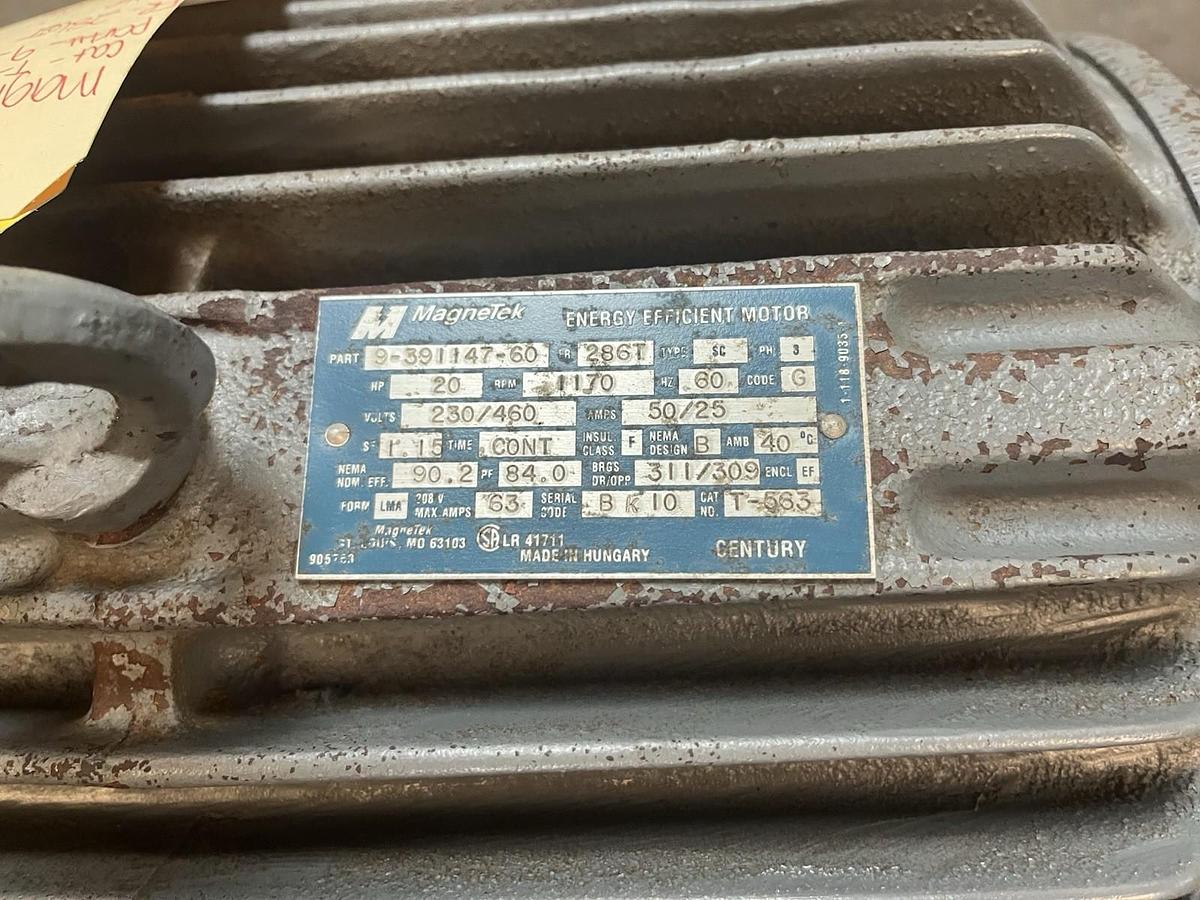 MagneTek ENERGY EFFICIENT MOTOR
PART 9-391147-60 FR 286T TYPE SC PH 3
HP 20 RPM 1170 HZ 60 CODE G
VOLTS 230/460 AMPS 50/25
SF 1.15 TIME CONT INSUL. CLASS F NEMA DESIGN B AMB 40 °C
NEMA NOM. EFF. 90.2 PF 84.0 BRGS DR/OPP 311/309 ENCL EF
FORM LMA 208 V MAX. AMPS 63 SERIAL CODE BK10 CAT NO. T-563
MagneTek
ST. LOUIS, MO 63103 SA LR 41711
MADE IN HUNGARY CENTURY